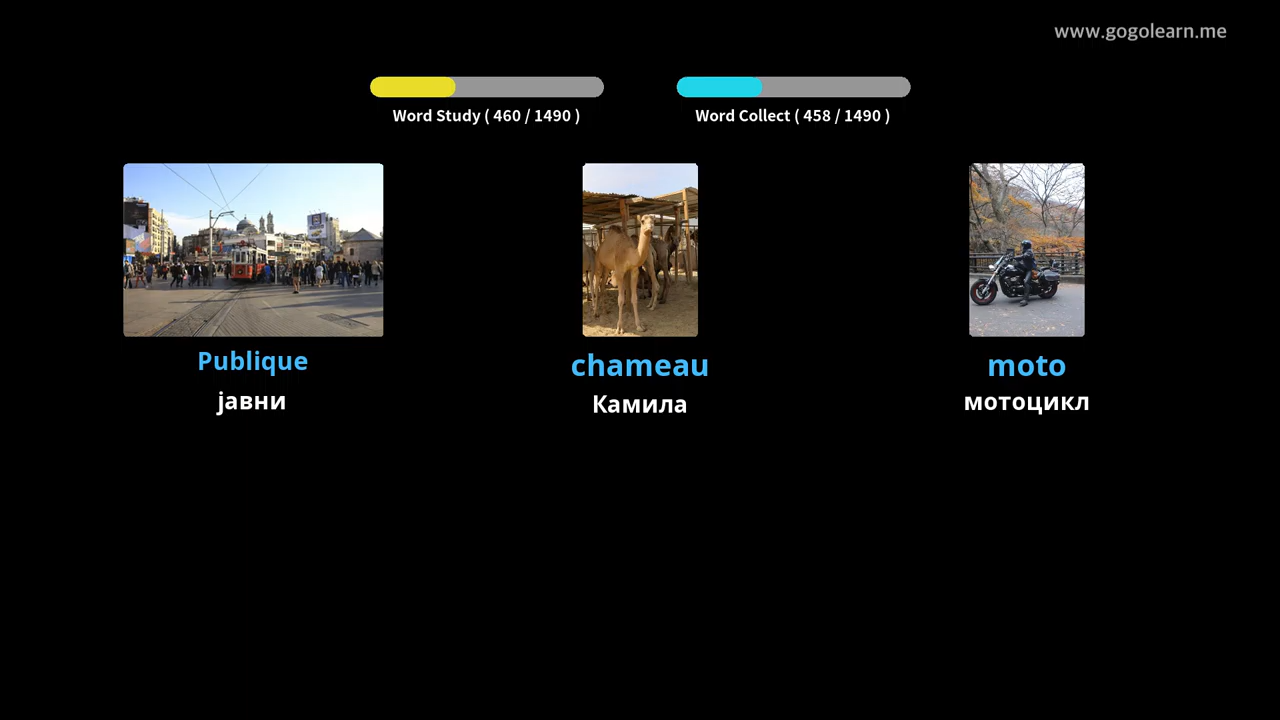 www.gogolearn.me
Word Study ( 460 / 1490 )
Word Collect ( 458 / 1490 )
Publique
chameau
moto
јавни
Камила
мотоцикл